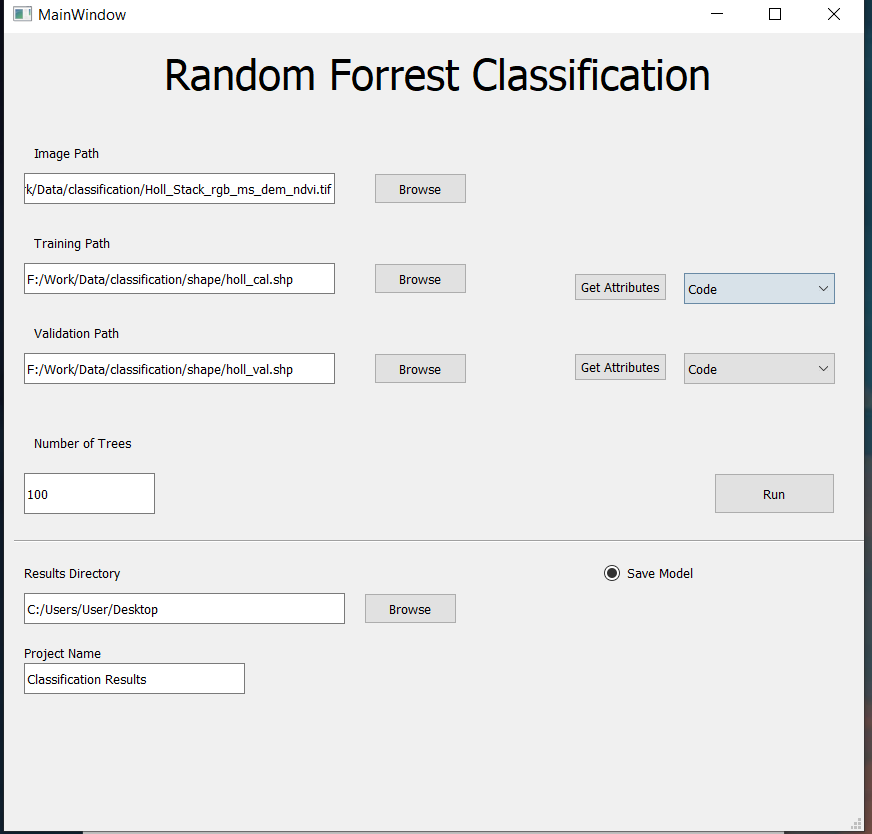 MainWindow
Random Forrest Classification
Image Path
k/Data/classification/Holl_Stack_rgb_ms_dem_ndvi.tif
Browse
Training Path
F:/Work/Data/classification/shape/holl_cal.shp
Browse
Get Attributes
Code
Validation Path
F:/Work/Data/classification/shape/holl_val.shp
Browse
Get Attributes
Code
Number of Trees
100
Run
Results Directory
Save Model
C:/Users/User/Desktop
Browse
Project Name
Classification Results